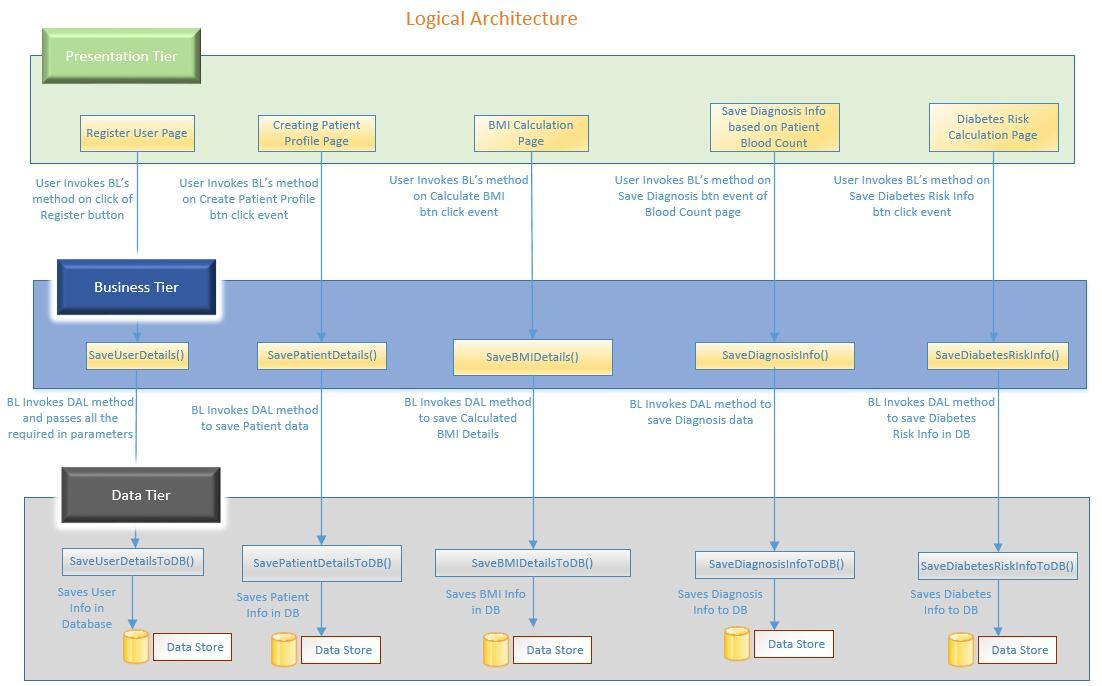 Logical Architecture
Presentation Tier
Register User Page
Creating Patient
Profile Page
BMI Calculation
Page
Save Diagnosis Info
based on Patient
Blood Count
Diabetes Risk
Calculation Page
User Invokes BL's
method on click of
Register button
User Invokes BL's method
on Create Patient Profile
btn click event
User Invokes BL's method
on Calculate BMI
btn click event
User Invokes BL's method on
Save Diagnosis btn event of
Blood Count page
User Invokes BL's method on
Save Diabetes Risk Info
btn click event
Business Tier
SaveUserDetails()
SavePatientDetails()
SaveBMIDetails()
SaveDiagnosisInfo()
SaveDiabetesRiskInfo()
BL Invokes DAL method
and passes all the
required in parameters
BL Invokes DAL method
to save Patient data
BL Invokes DAL method
to save Calculated
BMI Details
BL Invokes DAL method to
save Diagnosis data
BL Invokes DAL method
to save Diabetes
Risk Info in DB
Data Tier
SaveUserDetailsToDB()
SavePatientDetailsToDB()
SaveBMIDetailsToDB()
SaveDiagnosisInfoToDB()
SaveDiabetesRiskInfoToDB()
Saves User
Info in
Database
Saves Patient
Info in DB
Saves BMI Info
in DB
Saves Diagnosis
Info to DB
Saves Diabetes
Info to DB
Data Store
Data Store
Data Store
Data Store
Data Store